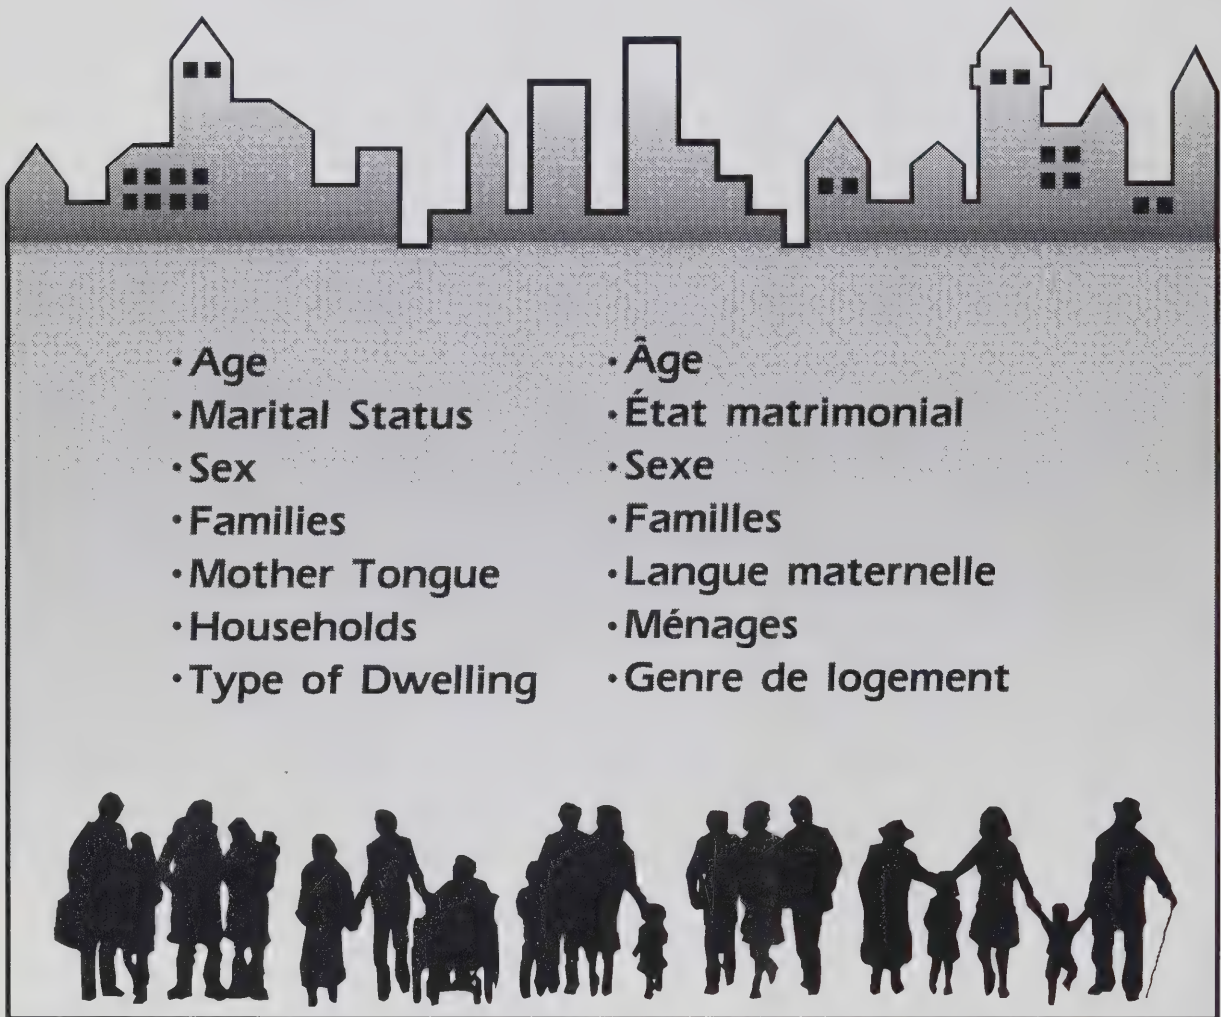 · Age
· Marital Status
· Sex
· Families
· Mother Tongue
· Households
· Type of Dwelling
· Âge
· État matrimonial
· Sexe
· Familles
· Langue maternelle
· Ménages
· Genre de logement